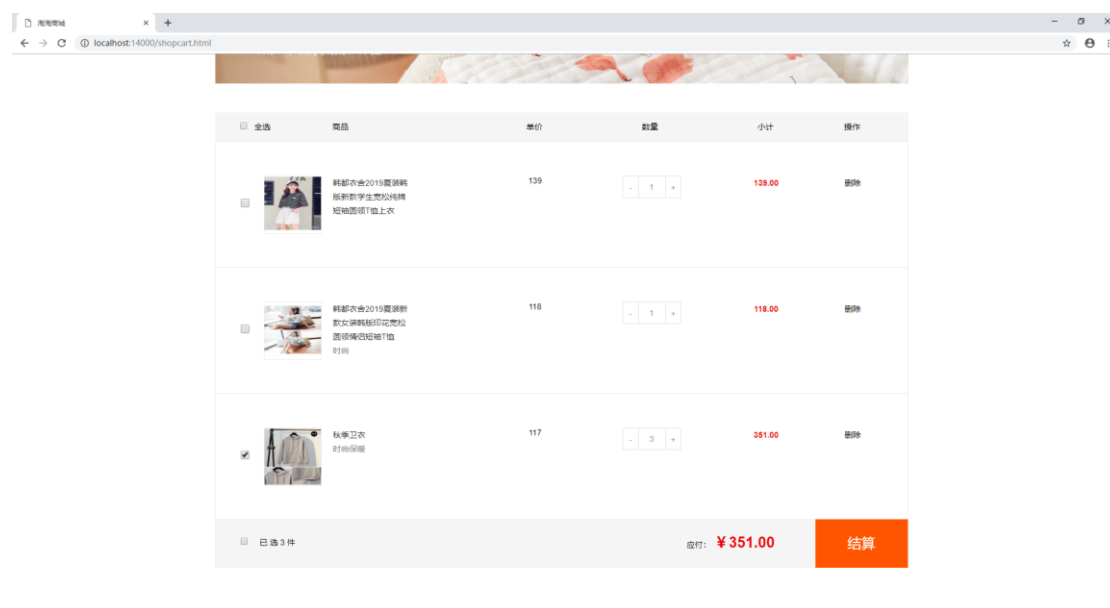 淘淘商城
localhost:14000/shopcart.html
全选 商品 单价 数量 小计 操作
韩都衣舍2019夏装韩
版新款学生宽松纯棉
短袖圆领T恤上衣
139
- 1 +
139.00
删除
韩都衣舍2019夏装新
款女装韩版印花宽松
圆领情侣短袖T恤
时尚
118
- 1 +
118.00
删除
秋季卫衣
时尚保暖
117
- 3 +
351.00
删除
已选3件
应付: ¥351.00
结算